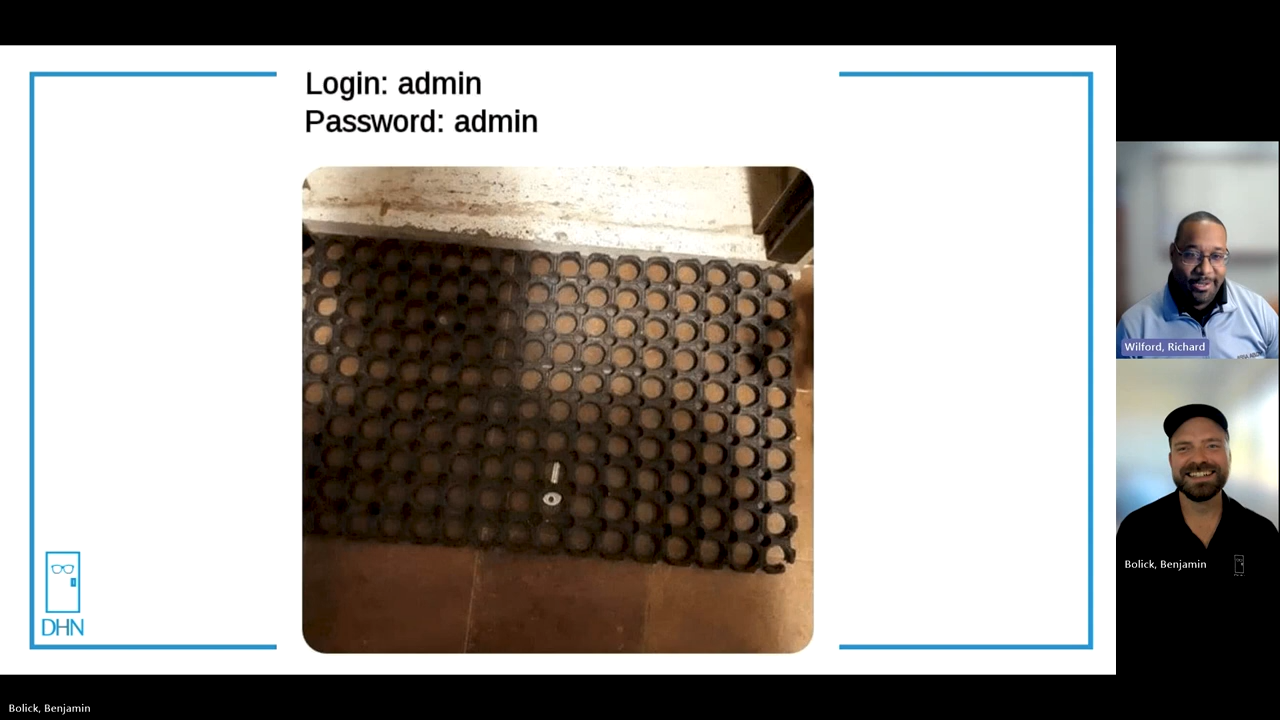 Login: admin
Password: admin
DHN
Wilford, Richard
Bolick, Benjamin
Bolick, Benjamin